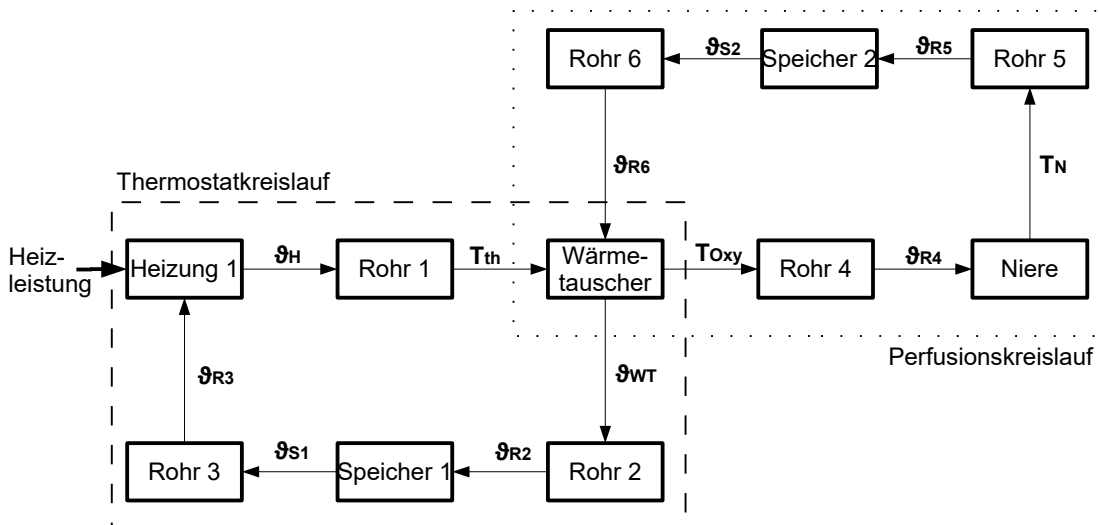 Rohr 6
ϑS2
Speicher 2
ϑR5
Rohr 5
ϑR6
TN
Thermostatkreislauf
Heiz-
leistung
Heizung 1
ϑH
Rohr 1
Tth
Wärme-
tauscher
TOxy
Rohr 4
ϑR4
Niere
Perfusionskreislauf
ϑR3
ϑWT
Rohr 3
ϑS1
Speicher 1
ϑR2
Rohr 2